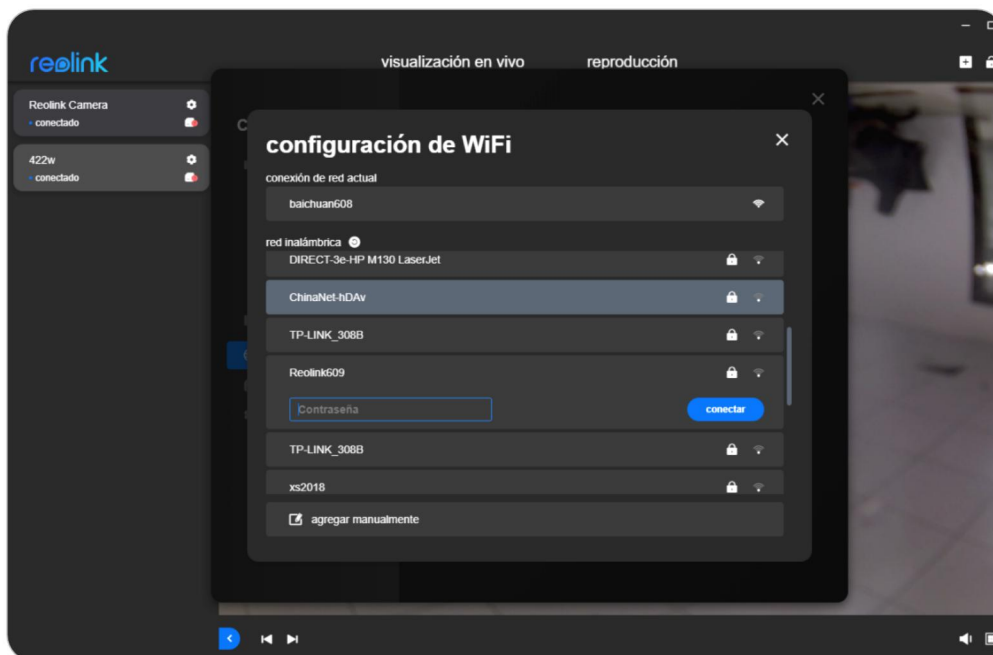 reolink
visualización en vivo reproducción
Reolink Camera
conectado
422w
conectado
configuración de WiFi
conexión de red actual
baichuan608
red inalámbrica
DIRECT-3e-HP M130 LaserJet
ChinaNet-hDAv
TP-LINK_308B
Reolink609
Contraseña conectar
TP-LINK_308B
xs2018
agregar manualmente